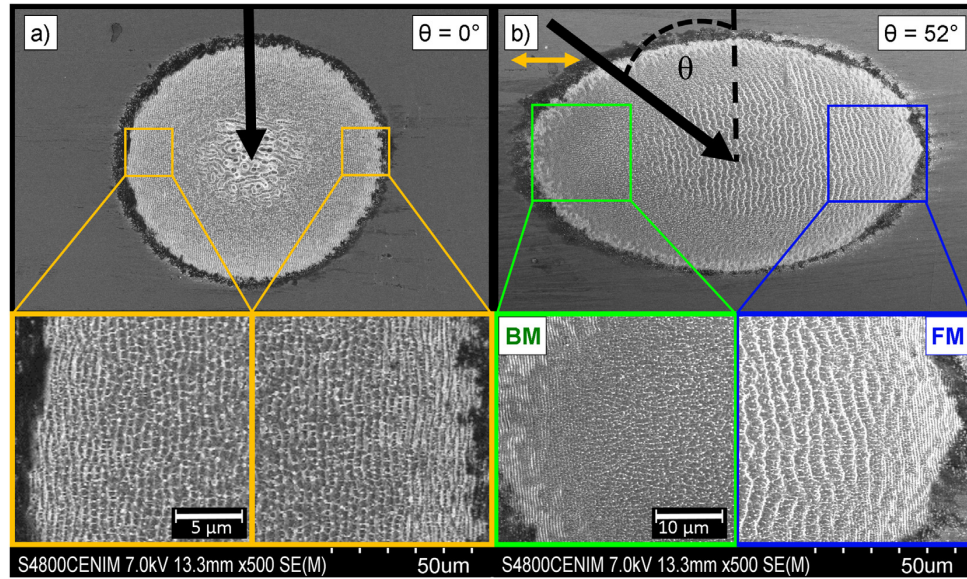 a)
θ = 0°
b)
θ = 52°
θ
BM
FM
5 µm
10 µm
S4800CENIM 7.0kV 13.3mm x500 SE(M)
50um
S4800CENIM 7.0kV 13.3mm x500 SE(M)
50um